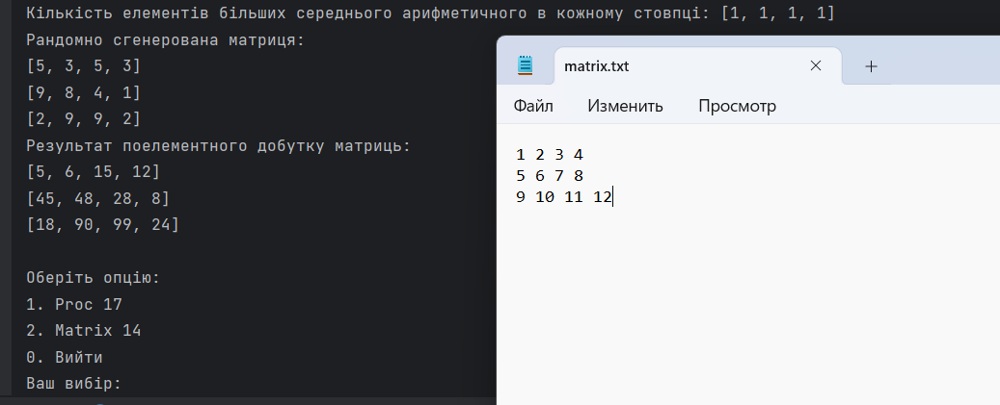 Кількість елементів більших середнього арифметичного в кожному стовпці: [1, 1, 1, 1]
Рандомно сгенерована матриця:
[5, 3, 5, 3]
[9, 8, 4, 1]
[2, 9, 9, 2]
Результат поелементного добутку матриць:
[5, 6, 15, 12]
[45, 48, 28, 8]
[18, 90, 99, 24]
Оберіть опцію:
1. Proc 17
2. Matrix 14
0. Вийти
Ваш вибір:
matrix.txt
Файл Изменить Просмотр
1 2 3 4
5 6 7 8
9 10 11 12